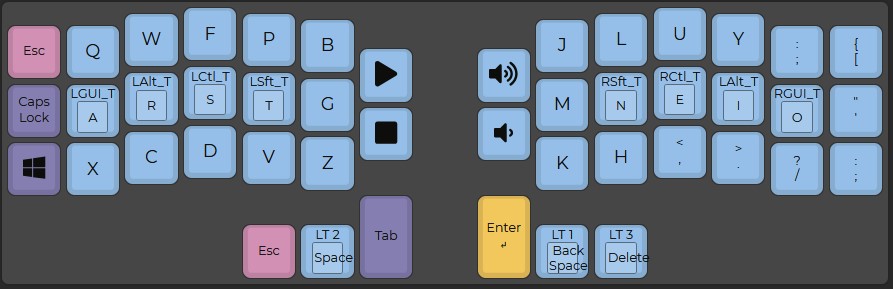 Esc Q W F P B J L U Y : ; { [
Caps Lock LGUI_T A LAlt_T R LCtl_T S LSft_T T G M RSft_T N RCtl_T E LAlt_T I RGUI_T O " '
X C D V Z K H < , > . ? / : ;
Esc LT 2 Space Tab Enter ↵ LT 1 Back Space LT 3 Delete